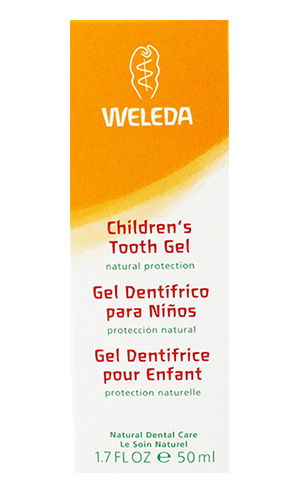 WELEDA
Children's
Tooth Gel
natural protection
Gel Dentífrico
para Niños
protección natural
Gel Dentifrice
pour Enfant
protection naturelle
Natural Dental Care
Le Soin Naturel
1.7 FL OZ e 50 ml